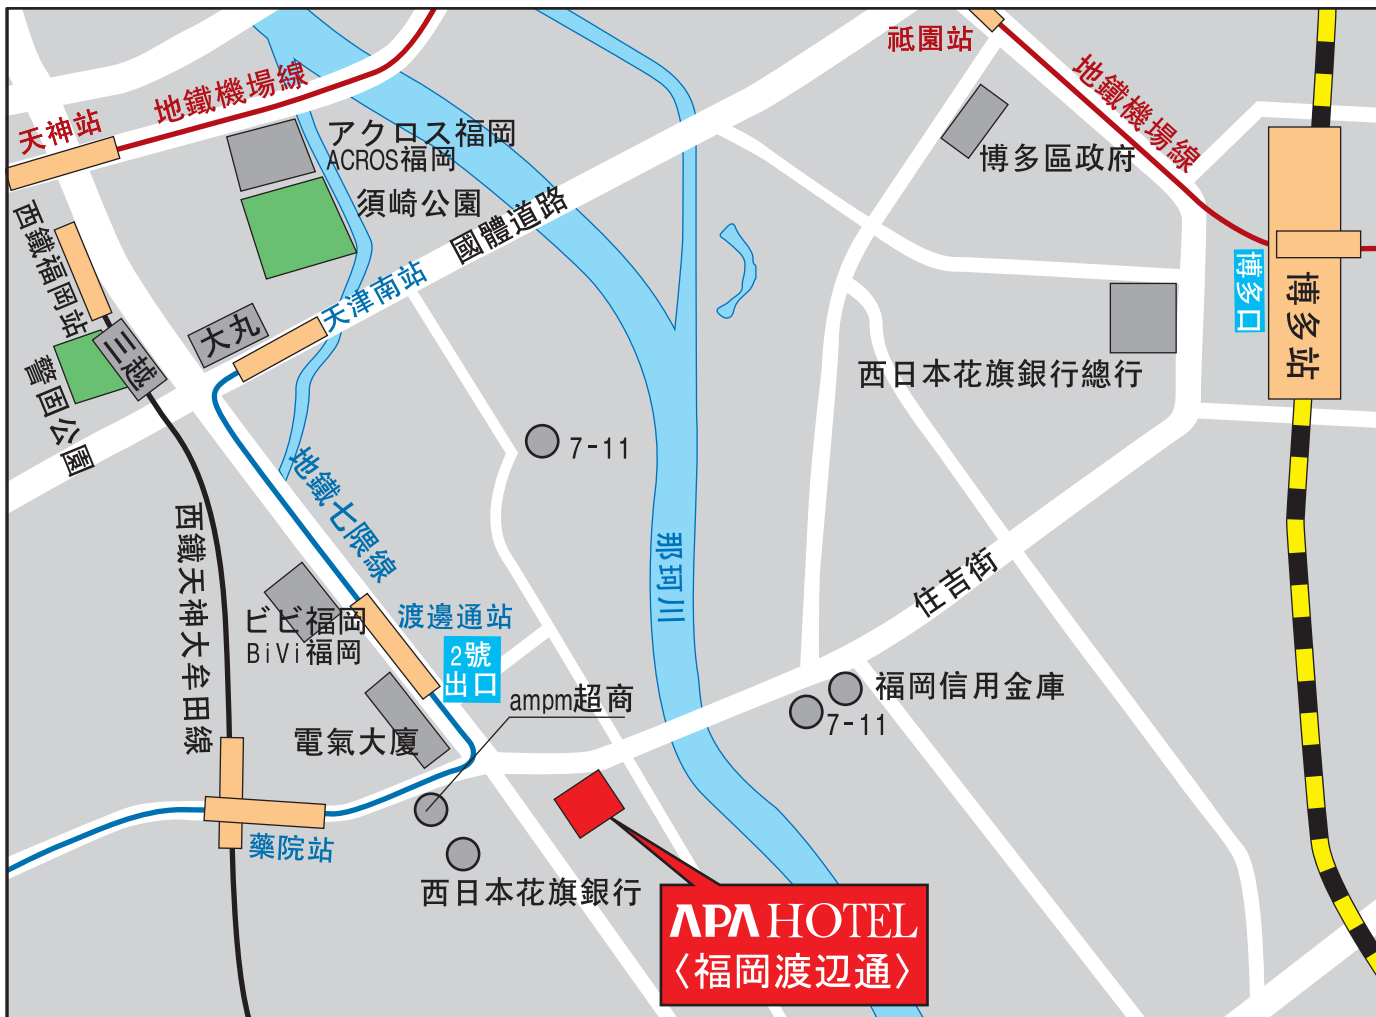 祗園站
地鐵機場線
地鐵機場線
天神站
アクロス福岡
ACROS福岡
博多區政府
須崎公園
國體道路
西鐵福岡站
天津南站
博多口
博多站
大丸
三越
警固公園
西日本花旗銀行總行
7-11
地鐵七隈線
西鐵天神大牟田線
那珂川
住吉街
ビビ福岡
BiVi福岡
渡邊通站
2號
出口
ampm超商
福岡信用金庫
7-11
電氣大廈
藥院站
西日本花旗銀行
APA HOTEL
〈福岡渡辺通〉